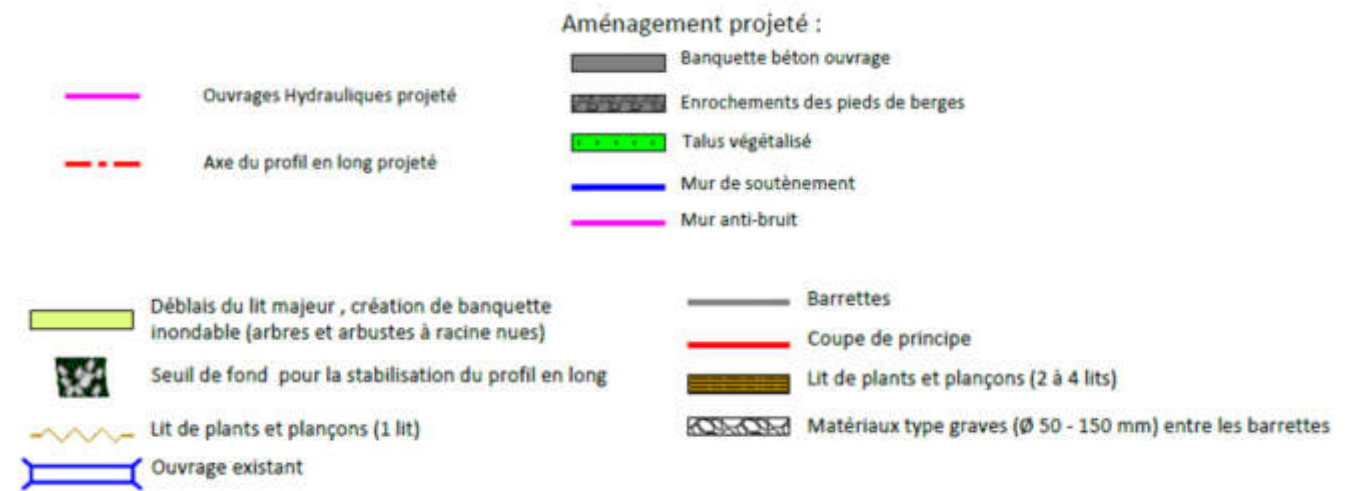 Aménagement projeté :
Banquette béton ouvrage
Ouvrages Hydrauliques projeté
Enrochements des pieds de berges
Talus végétalisé
Axe du profil en long projeté
Mur de soutènement
Mur anti-bruit
Déblais du lit majeur , création de banquette
inondable (arbres et arbustes à racine nues)
Seuil de fond pour la stabilisation du profil en long
Lit de plants et plançons (1 lit)
Ouvrage existant
Barrettes
Coupe de principe
Lit de plants et plançons (2 à 4 lits)
Matériaux type graves (Ø 50 - 150 mm) entre les barrettes